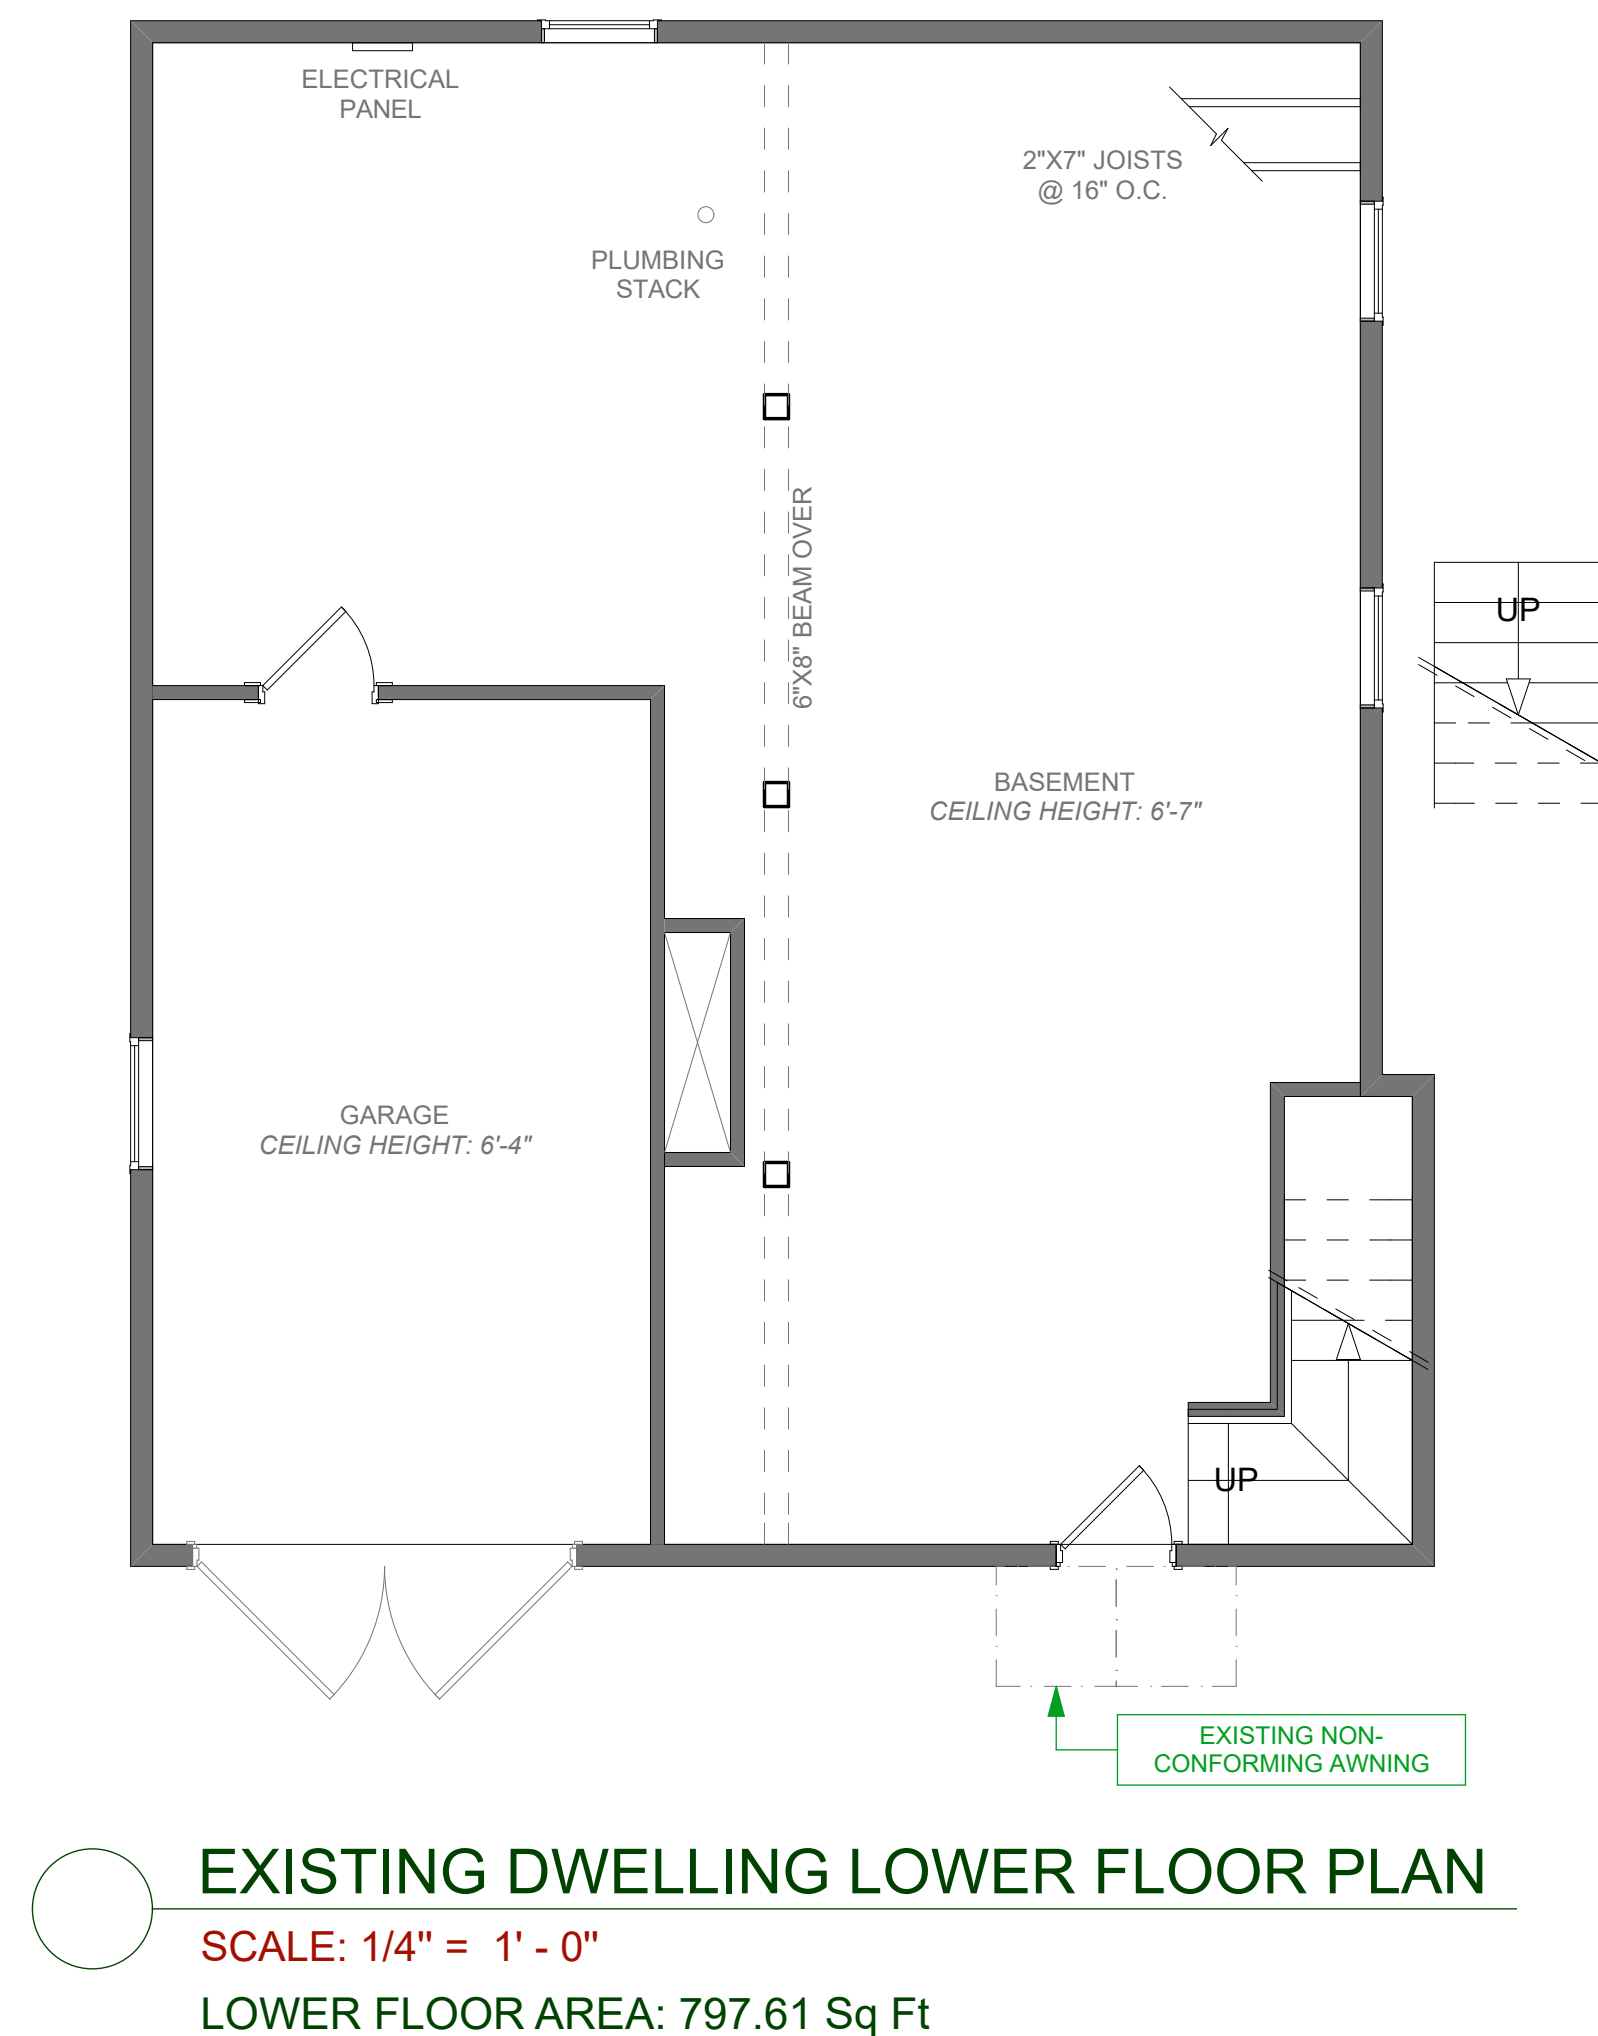 ELECTRICAL
PANEL
2"X7" JOISTS
@ 16" O.C.
PLUMBING
STACK
6"X8" BEAM OVER
UP
BASEMENT
CEILING HEIGHT: 6'-7"
GARAGE
CEILING HEIGHT: 6'-4"
UP
EXISTING NON-
CONFORMING AWNING
EXISTING DWELLING LOWER FLOOR PLAN
SCALE: 1/4" = 1' - 0"
LOWER FLOOR AREA: 797.61 Sq Ft